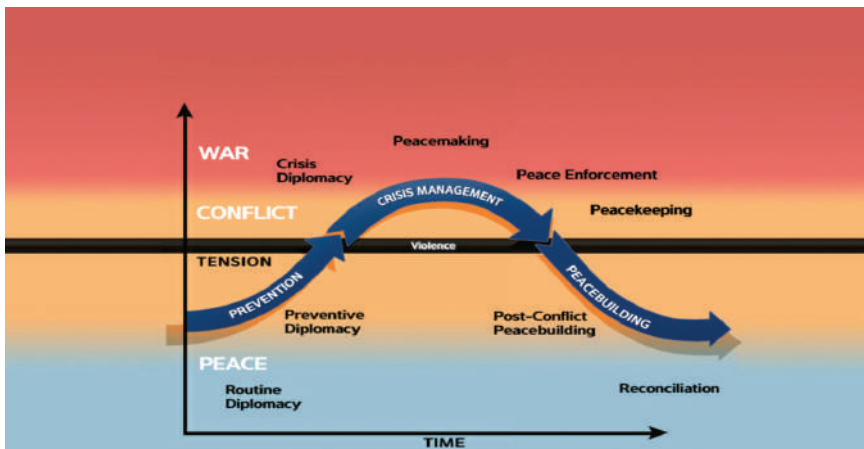 Peacemaking
WAR
Crisis
Diplomacy
Peace Enforcement
CRISIS MANAGEMENT
CONFLICT
Peacekeeping
Violence
TENSION
PREVENTION
PEACEBUILDING
Preventive
Diplomacy
Post-Conflict
Peacebuilding
PEACE
Routine
Diplomacy
Reconciliation
TIME